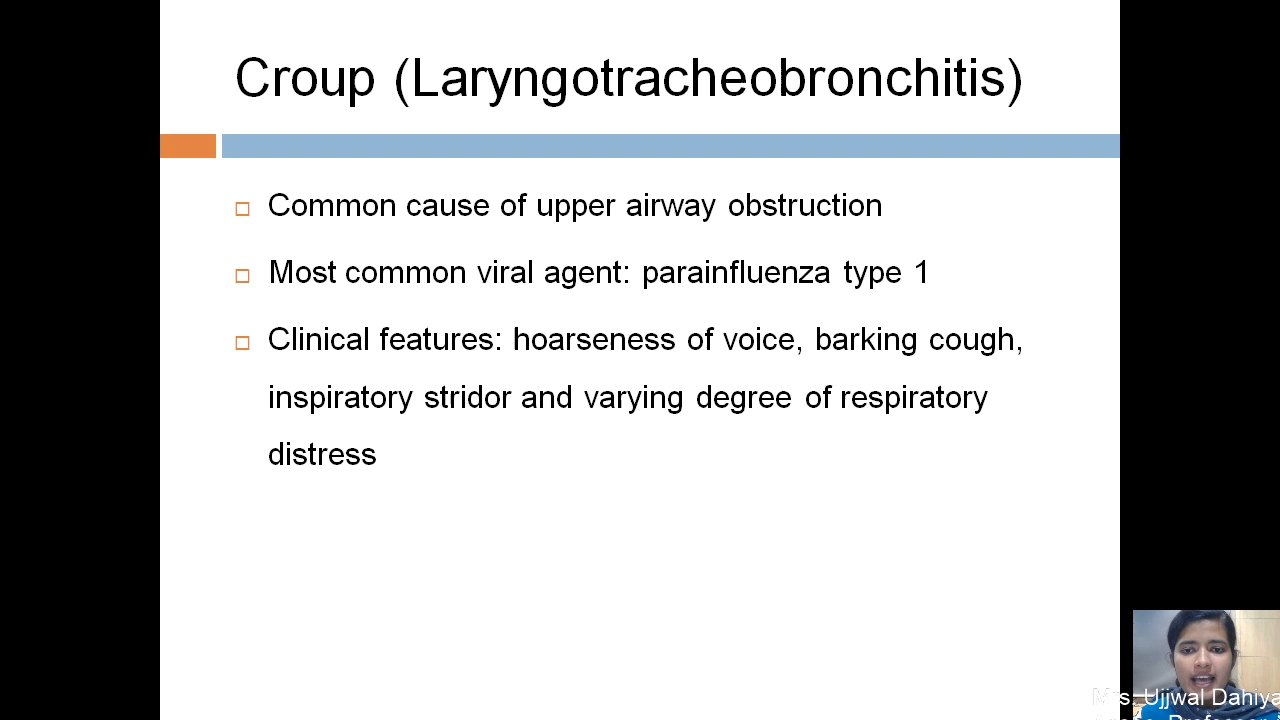 Croup (Laryngotracheobronchitis)
Common cause of upper airway obstruction
Most common viral agent: parainfluenza type 1
Clinical features: hoarseness of voice, barking cough,
inspiratory stridor and varying degree of respiratory
distress
Mrs. Ujjwal Dahiya